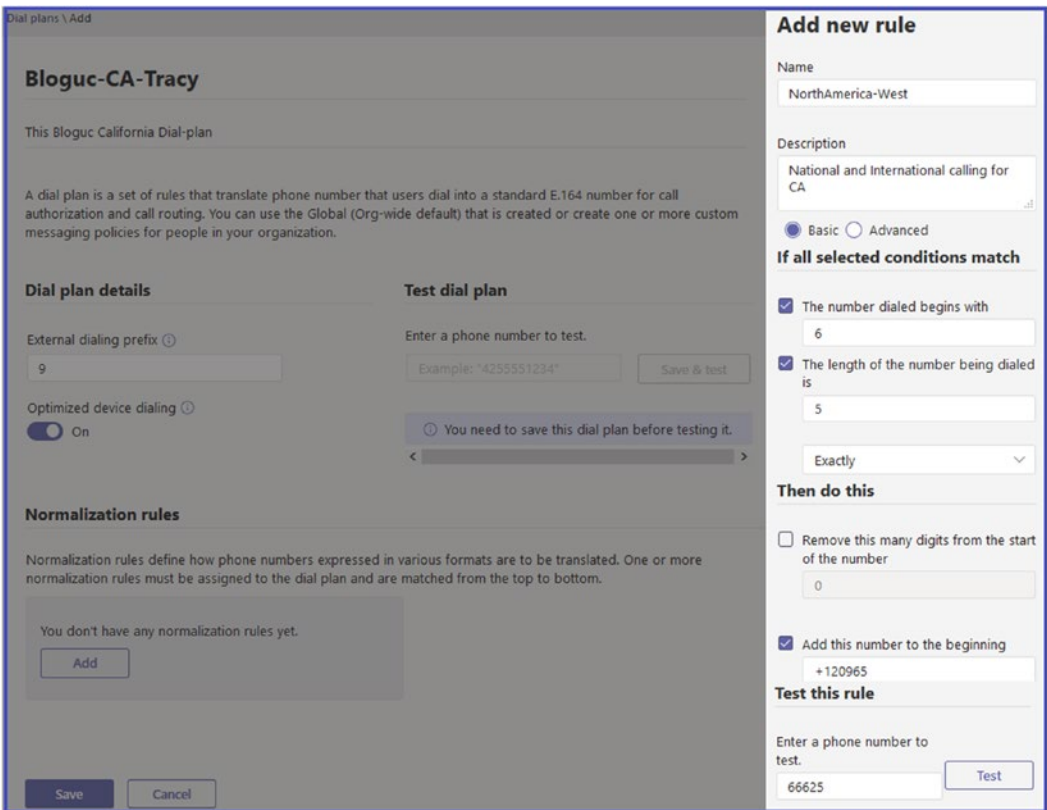 Dial plans \ Add
Bloguc-CA-Tracy
This Bloguc California Dial-plan
A dial plan is a set of rules that translate phone number that users dial into a standard E.164 number for call
authorization and call routing. You can use the Global (Org-wide default) that is created or create one or more custom
messaging policies for people in your organization.
Dial plan details
External dialing prefix
9
Optimized device dialing
On
Test dial plan
Enter a phone number to test.
Example: "4255551234"
Save & test
You need to save this dial plan before testing it.
Normalization rules
Normalization rules define how phone numbers expressed in various formats are to be translated. One or more
normalization rules must be assigned to the dial plan and are matched from the top to bottom.
You don't have any normalization rules yet.
Add
Save
Cancel
Add new rule
Name
NorthAmerica-West
Description
National and International calling for
CA
Basic
Advanced
If all selected conditions match
The number dialed begins with
6
The length of the number being dialed
is
5
Exactly
Then do this
Remove this many digits from the start
of the number
0
Add this number to the beginning
+120965
Test this rule
Enter a phone number to
test.
66625
Test